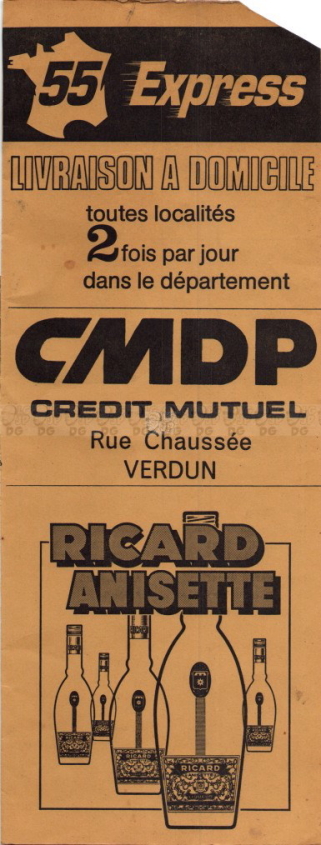 55 Express
LIVRAISON A DOMICILE
toutes localités
2 fois par jour
dans le département
CMDP
CREDIT MUTUEL
Rue Chaussée
VERDUN
RICARD
ANISETTE
RICARD